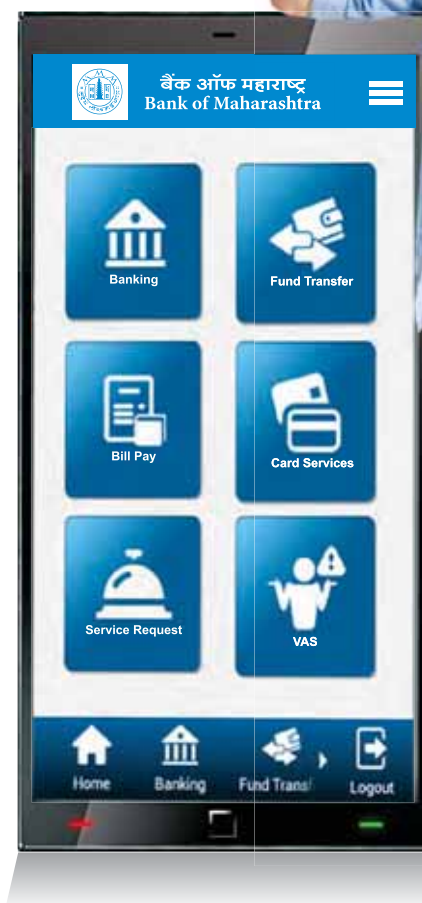 बैंक ऑफ महाराष्ट्र
Bank of Maharashtra
Banking
Fund Transfer
Bill Pay
Card Services
Service Request
VAS
Home
Banking
Fund Transf
Logout